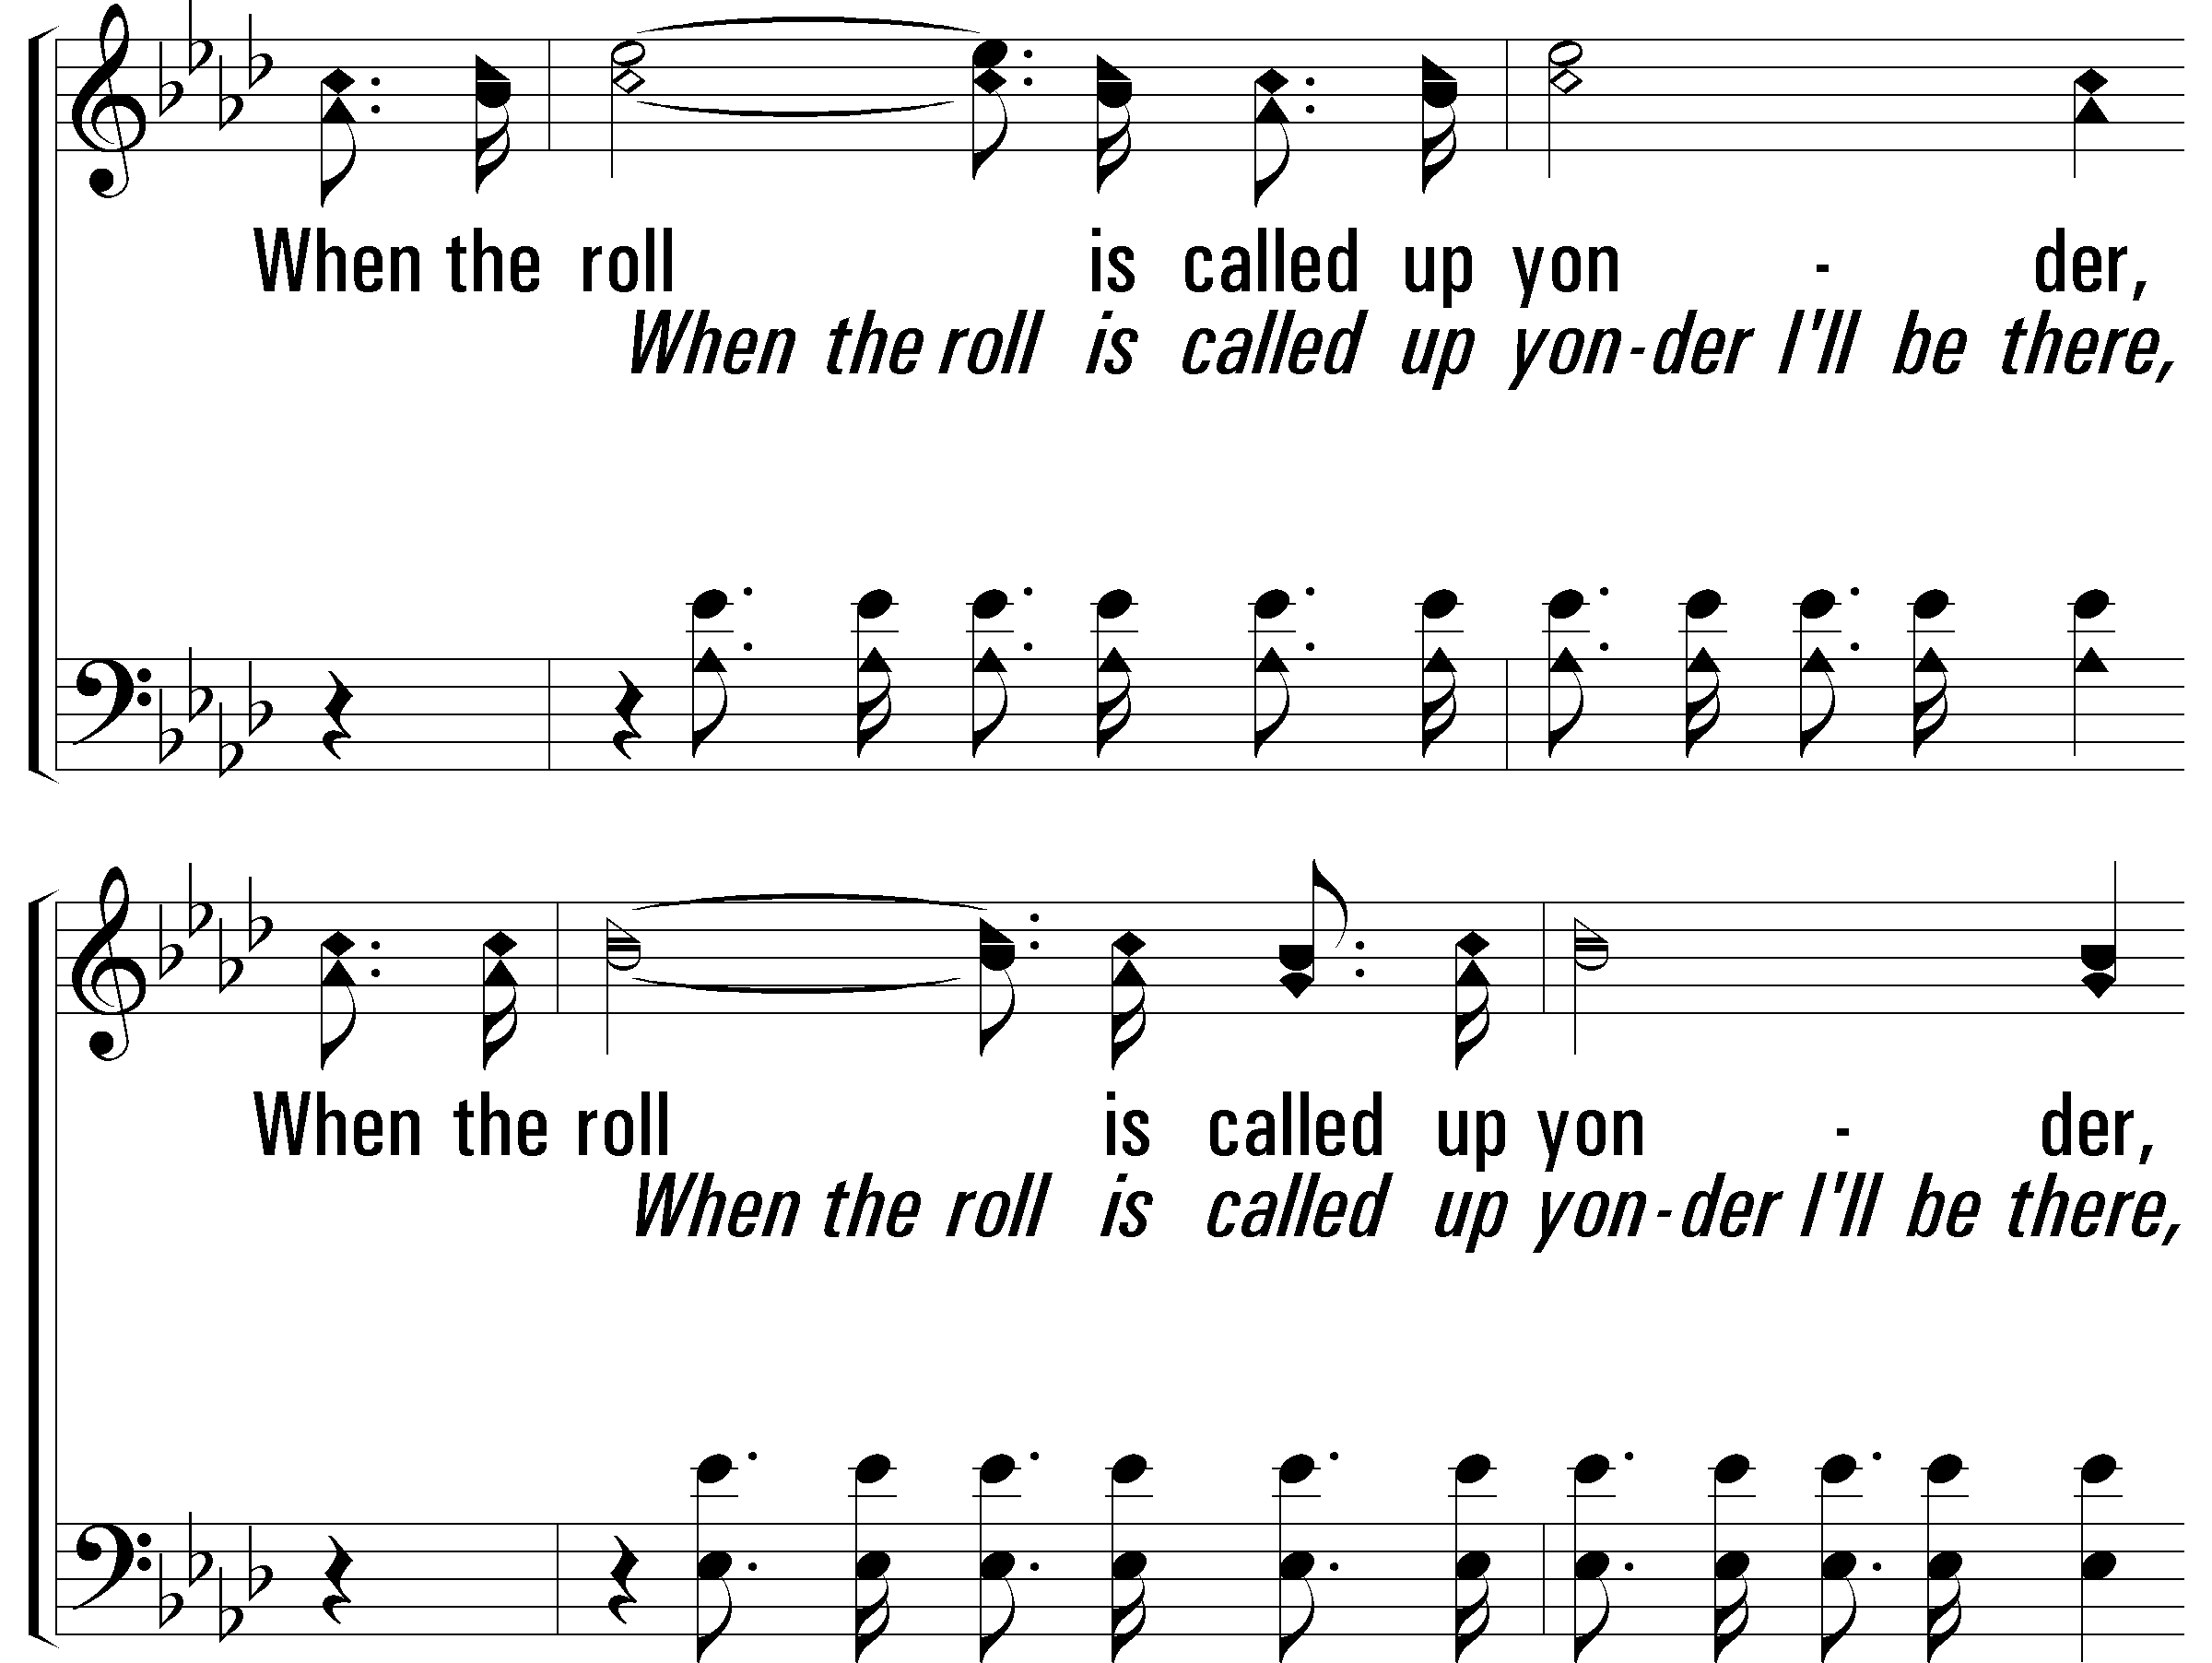 When the roll is called up yon - der,
When the roll is called up yon-der I'll be there,
When the roll is called up yon - der,
When the roll is called up yon-der I'll be there,